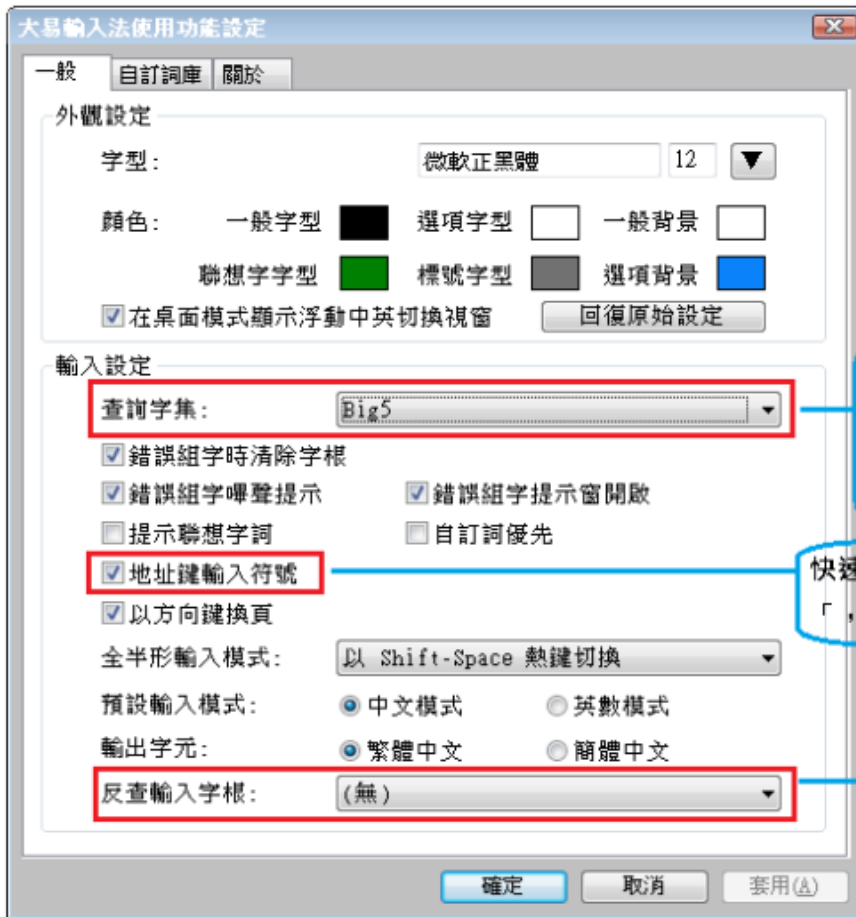 大易輸入法使用功能設定
一般 自訂詞庫 關於
外觀設定
字型: 微軟正黑體 12
顏色: 一般字型 選項字型 一般背景
聯想字字型 標號字型 選項背景
在桌面模式顯示浮動中英切換視窗 回復原始設定
輸入設定
查詢字集: Big5
錯誤組字時清除字根
錯誤組字嗶聲提示 錯誤組字提示窗開啟
提示聯想字詞 自訂詞優先
地址鍵輸入符號
快速
以方向鍵換頁
「,
全半形輸入模式: 以 Shift-Space 熱鍵切換
預設輸入模式: 中文模式 英數模式
輸出字元: 繁體中文 簡體中文
反查輸入字根: (無)
確定 取消 套用(A)